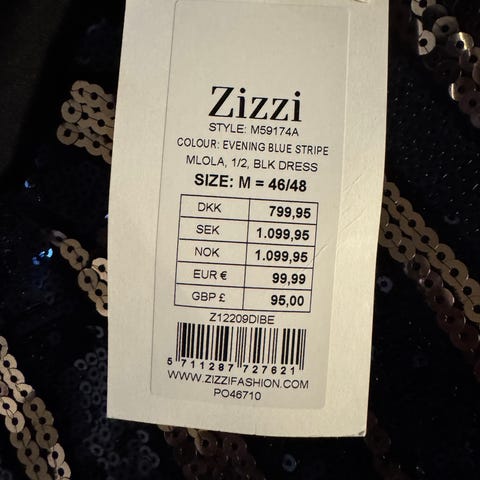 Zizzi
STYLE: M59174A
COLOUR: EVENING BLUE STRIPE
MLOLA, 1/2, BLK DRESS
SIZE: M = 46/48
DKK 799,95
SEK 1.099,95
NOK 1.099,95
EUR € 99,99
GBP £ 95,00
Z12209DIBE
5 711287 727621
WWW.ZIZZIFASHION.COM
PO46710